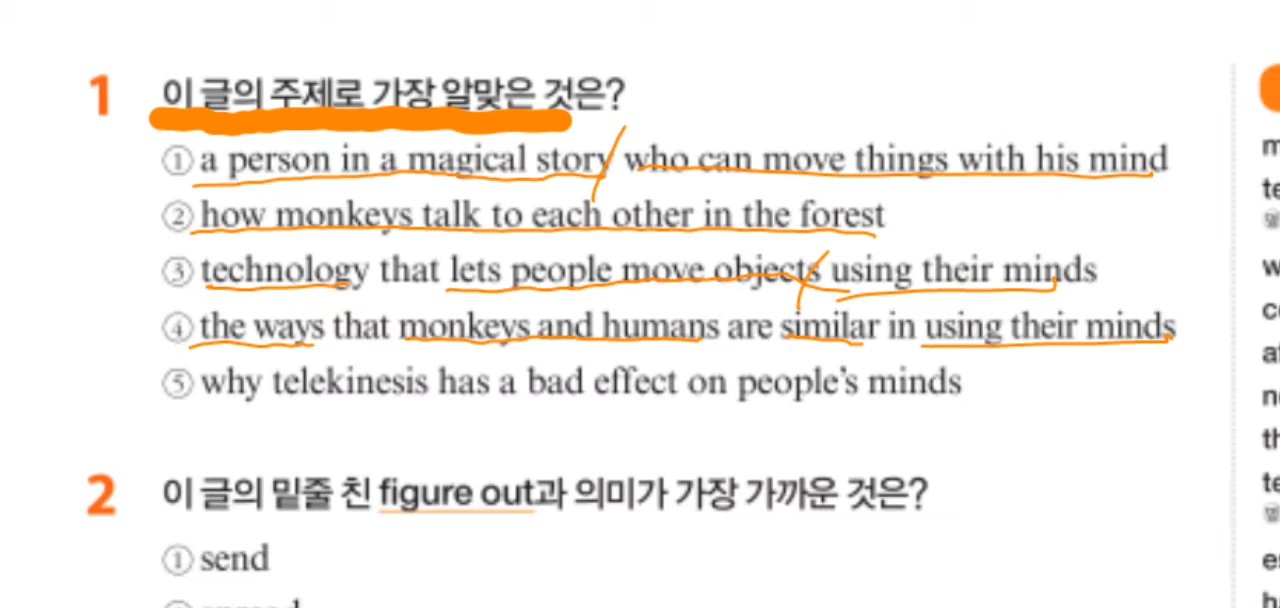 1 이 글의 주제로 가장 알맞은 것은?
① a person in a magical story who can move things with his mind
② how monkeys talk to each other in the forest
③ technology that lets people move objects using their minds
④ the ways that monkeys and humans are similar in using their minds
⑤ why telekinesis has a bad effect on people's minds
2 이 글의 밑줄 친 figure out과 의미가 가장 가까운 것은?
① send